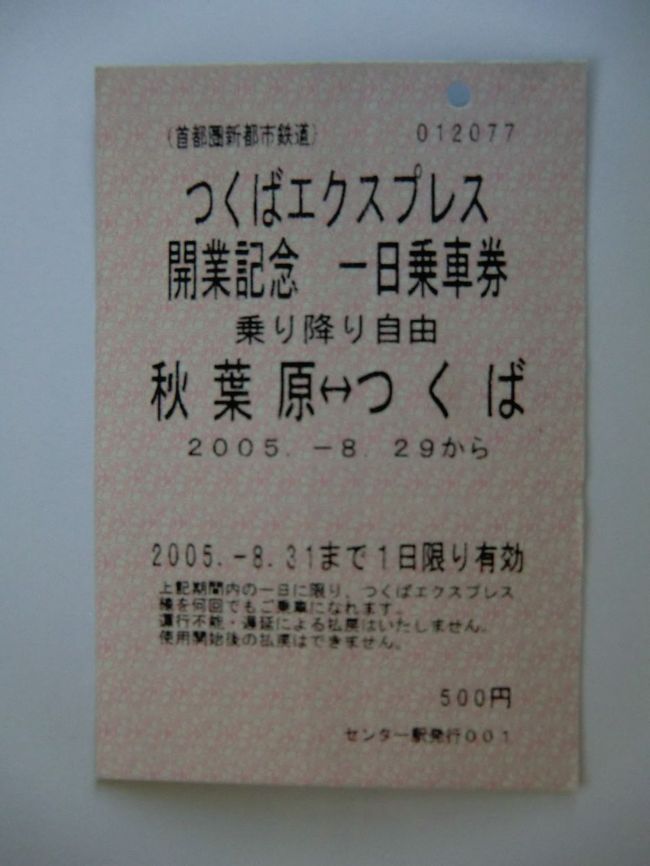 (首都圏新都市鉄道) 012077
つくばエクスプレス
開業記念 一日乗車券
乗り降り自由
秋葉原↔つくば
2005.-8.29から
2005.-8.31まで1日限り有効
上記期間内の一日に限り、つくばエクスプレス
線を何回でもご乗車になれます。
運行不能・遅延による払戻はいたしません。
使用開始後の払戻はできません。
500円
センター駅発行001